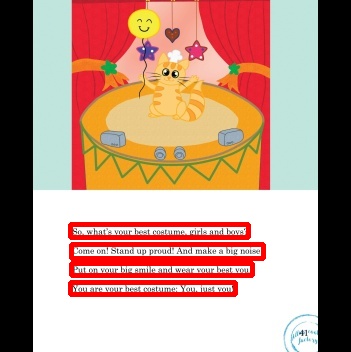 So, what's your best costume, girls and boys?
Come on! Stand up proud! And make a big noise
Put on your big smile and wear your best you
You are your best costume: You, just you!
41